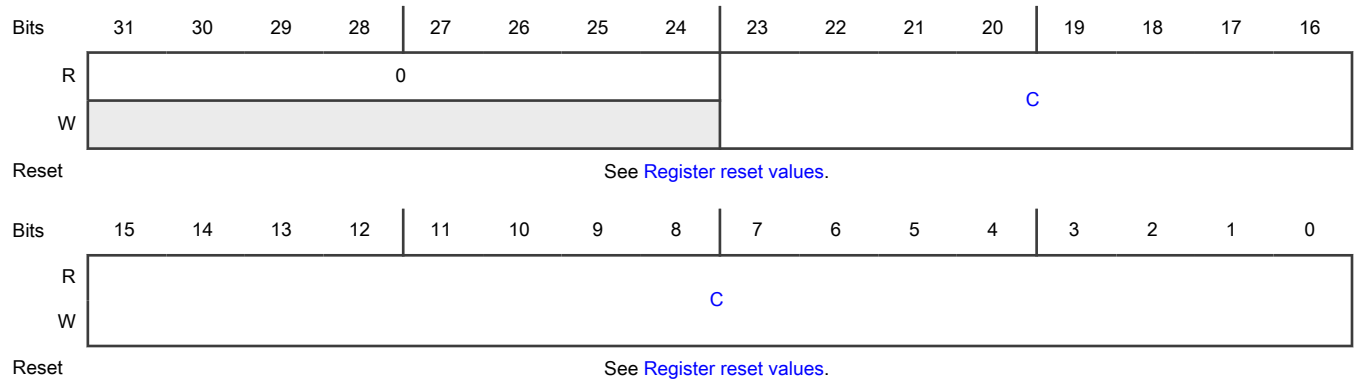 Bits 31 30 29 28 27 26 25 24 23 22 21 20 19 18 17 16
R 0
C
W
Reset See Register reset values.
Bits 15 14 13 12 11 10 9 8 7 6 5 4 3 2 1 0
R
C
W
Reset See Register reset values.